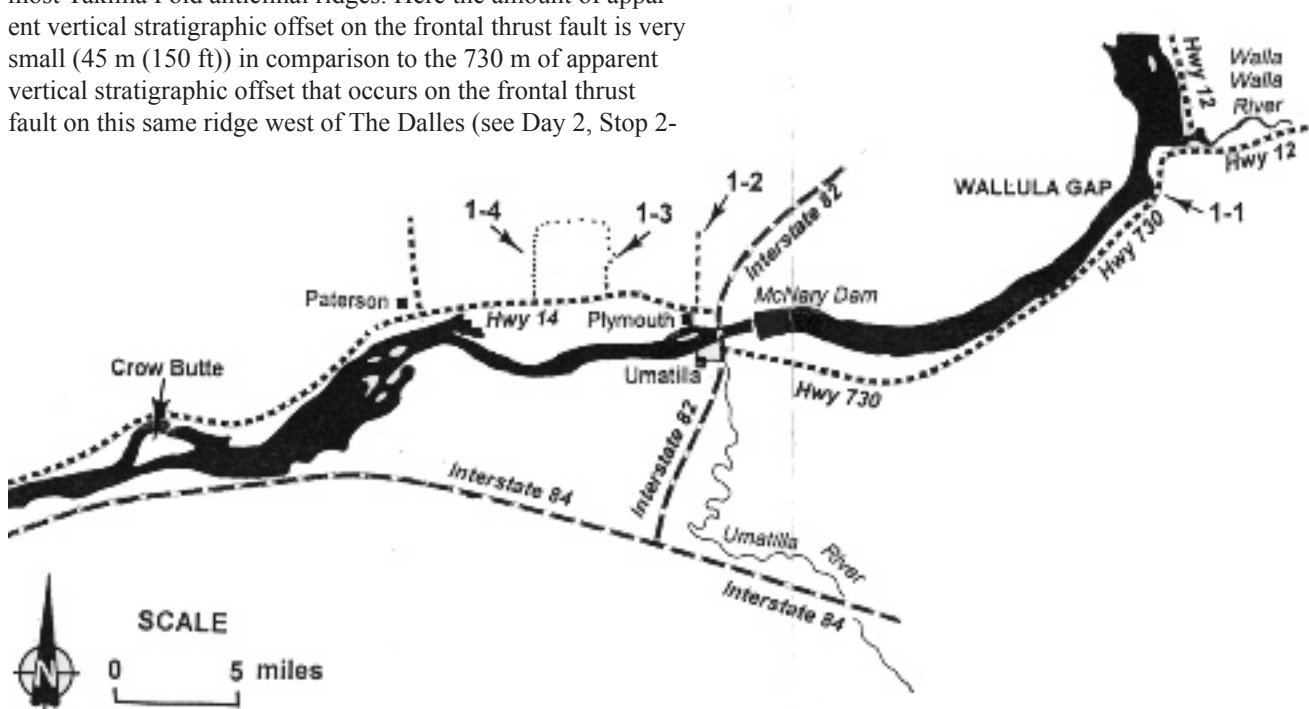 most Yakima Fold anticlinal ridges. Here the amount of appar-
ent vertical stratigraphic offset on the frontal thrust fault is very
small (45 m (150 ft)) in comparison to the 730 m of apparent
vertical stratigraphic offset that occurs on the frontal thrust
fault on this same ridge west of The Dalles (see Day 2, Stop 2-
Hwy 12
Walla
Walla
River
Hwy 12
WALLULA GAP
1-1
Hwy 730
1-2
1-4
1-3
Interstate 82
McNary Dam
Paterson
Hwy 14
Plymouth
Umatilla
Hwy 730
Crow Butte
Interstate 82
Interstate 84
Umatilla
River
Interstate 84
SCALE
N
0 5 miles